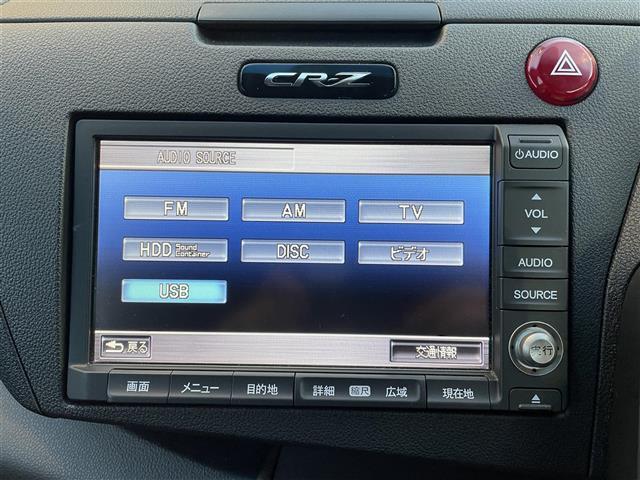 CR-Z
AUDIO SOURCE
FM AM TV
HDD Sound Container DISC ビデオ
USB
戻る 交通情報
AUDIO
VOL
AUDIO
SOURCE
実行
画面 メニュー 目的地 詳細 縮尺 広域 現在地